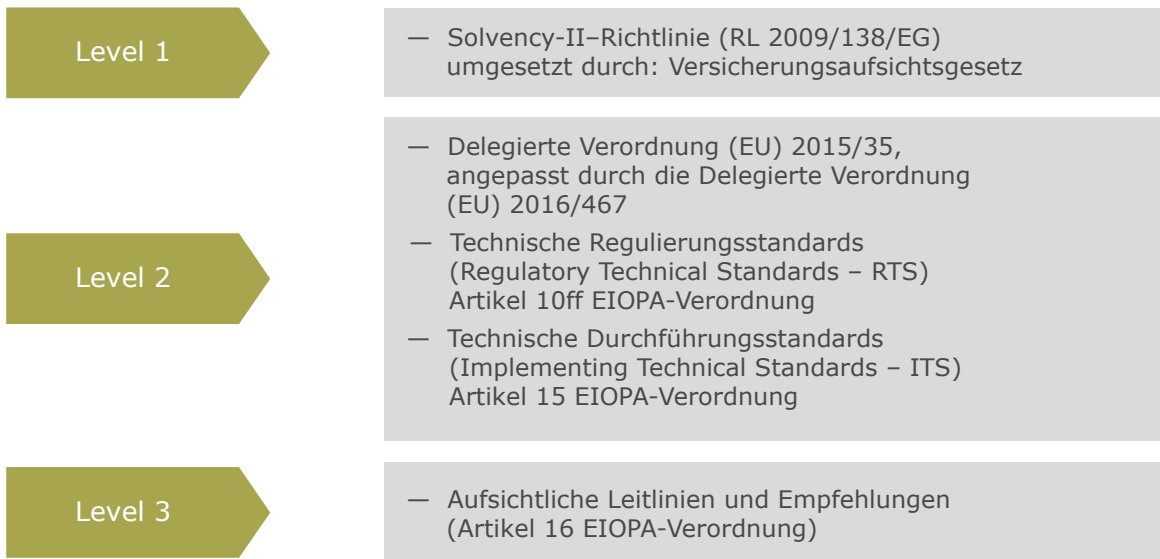 Level 1
— Solvency-II–Richtlinie (RL 2009/138/EG)
umgesetzt durch: Versicherungsaufsichtsgesetz
Level 2
— Delegierte Verordnung (EU) 2015/35,
angepasst durch die Delegierte Verordnung
(EU) 2016/467
— Technische Regulierungsstandards
(Regulatory Technical Standards – RTS)
Artikel 10ff EIOPA-Verordnung
— Technische Durchführungsstandards
(Implementing Technical Standards – ITS)
Artikel 15 EIOPA-Verordnung
Level 3
— Aufsichtliche Leitlinien und Empfehlungen
(Artikel 16 EIOPA-Verordnung)